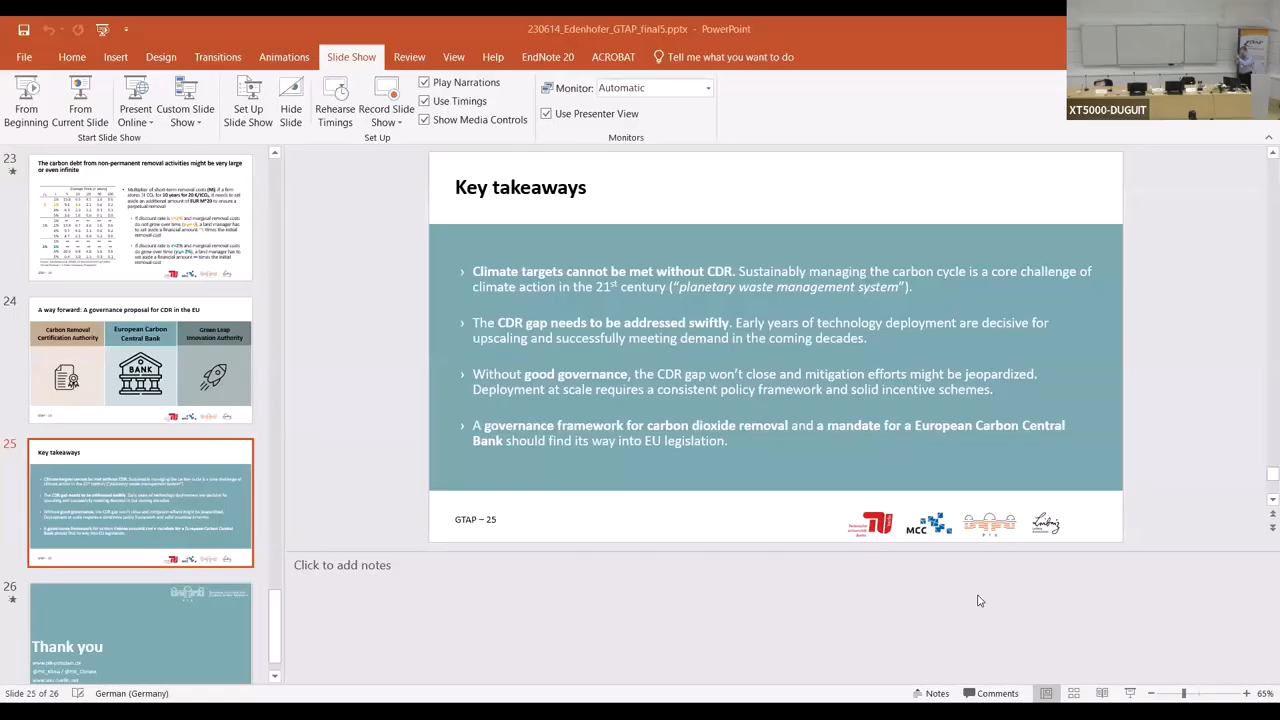 230614_Edenhofer_GTAP_final5.pptx - PowerPoint
File Home Insert Design Transitions Animations Slide Show Review View Help EndNote 20 ACROBAT Tell me what you want to do
From Beginning
From Current Slide
Present Online
Custom Slide Show
Start Slide Show
Set Up Slide Show
Hide Slide
Rehearse Timings
Record Slide Show
Play Narrations
Use Timings
Show Media Controls
Set Up
Monitor: Automatic
Use Presenter View
Monitors
XT5000-DUGUIT
23
The carbon debt from non-permanent removal activities might be very large
or even infinite
24
A way forward: A governance proposal for CDR in the EU
Carbon Removal
Certification Authority
European Carbon
Central Bank
Green Leap
Innovation Authority
BANK
25
Key takeaways
26
Thank you
Key takeaways
› Climate targets cannot be met without CDR. Sustainably managing the carbon cycle is a core challenge of
climate action in the 21st century (“planetary waste management system”).
› The CDR gap needs to be addressed swiftly. Early years of technology deployment are decisive for
upscaling and successfully meeting demand in the coming decades.
› Without good governance, the CDR gap won’t close and mitigation efforts might be jeopardized.
Deployment at scale requires a consistent policy framework and solid incentive schemes.
› A governance framework for carbon dioxide removal and a mandate for a European Carbon Central
Bank should find its way into EU legislation.
GTAP – 25
MCC
PIK
Click to add notes
Slide 25 of 26 German (Germany) Notes Comments 65%